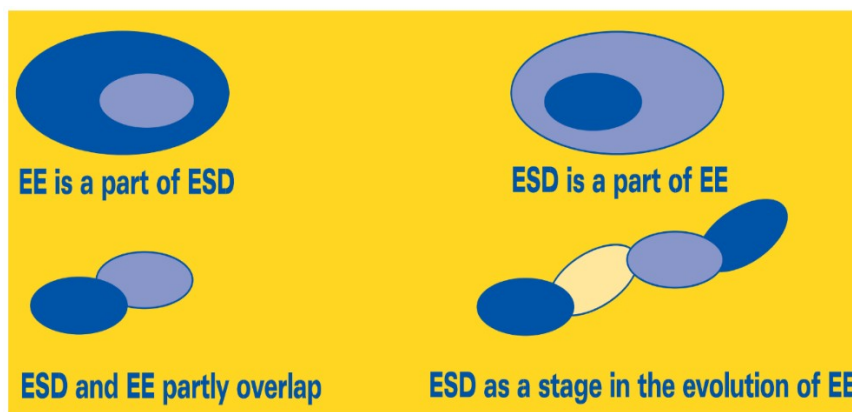 EE is a part of ESD
ESD is a part of EE
ESD and EE partly overlap
ESD as a stage in the evolution of EE